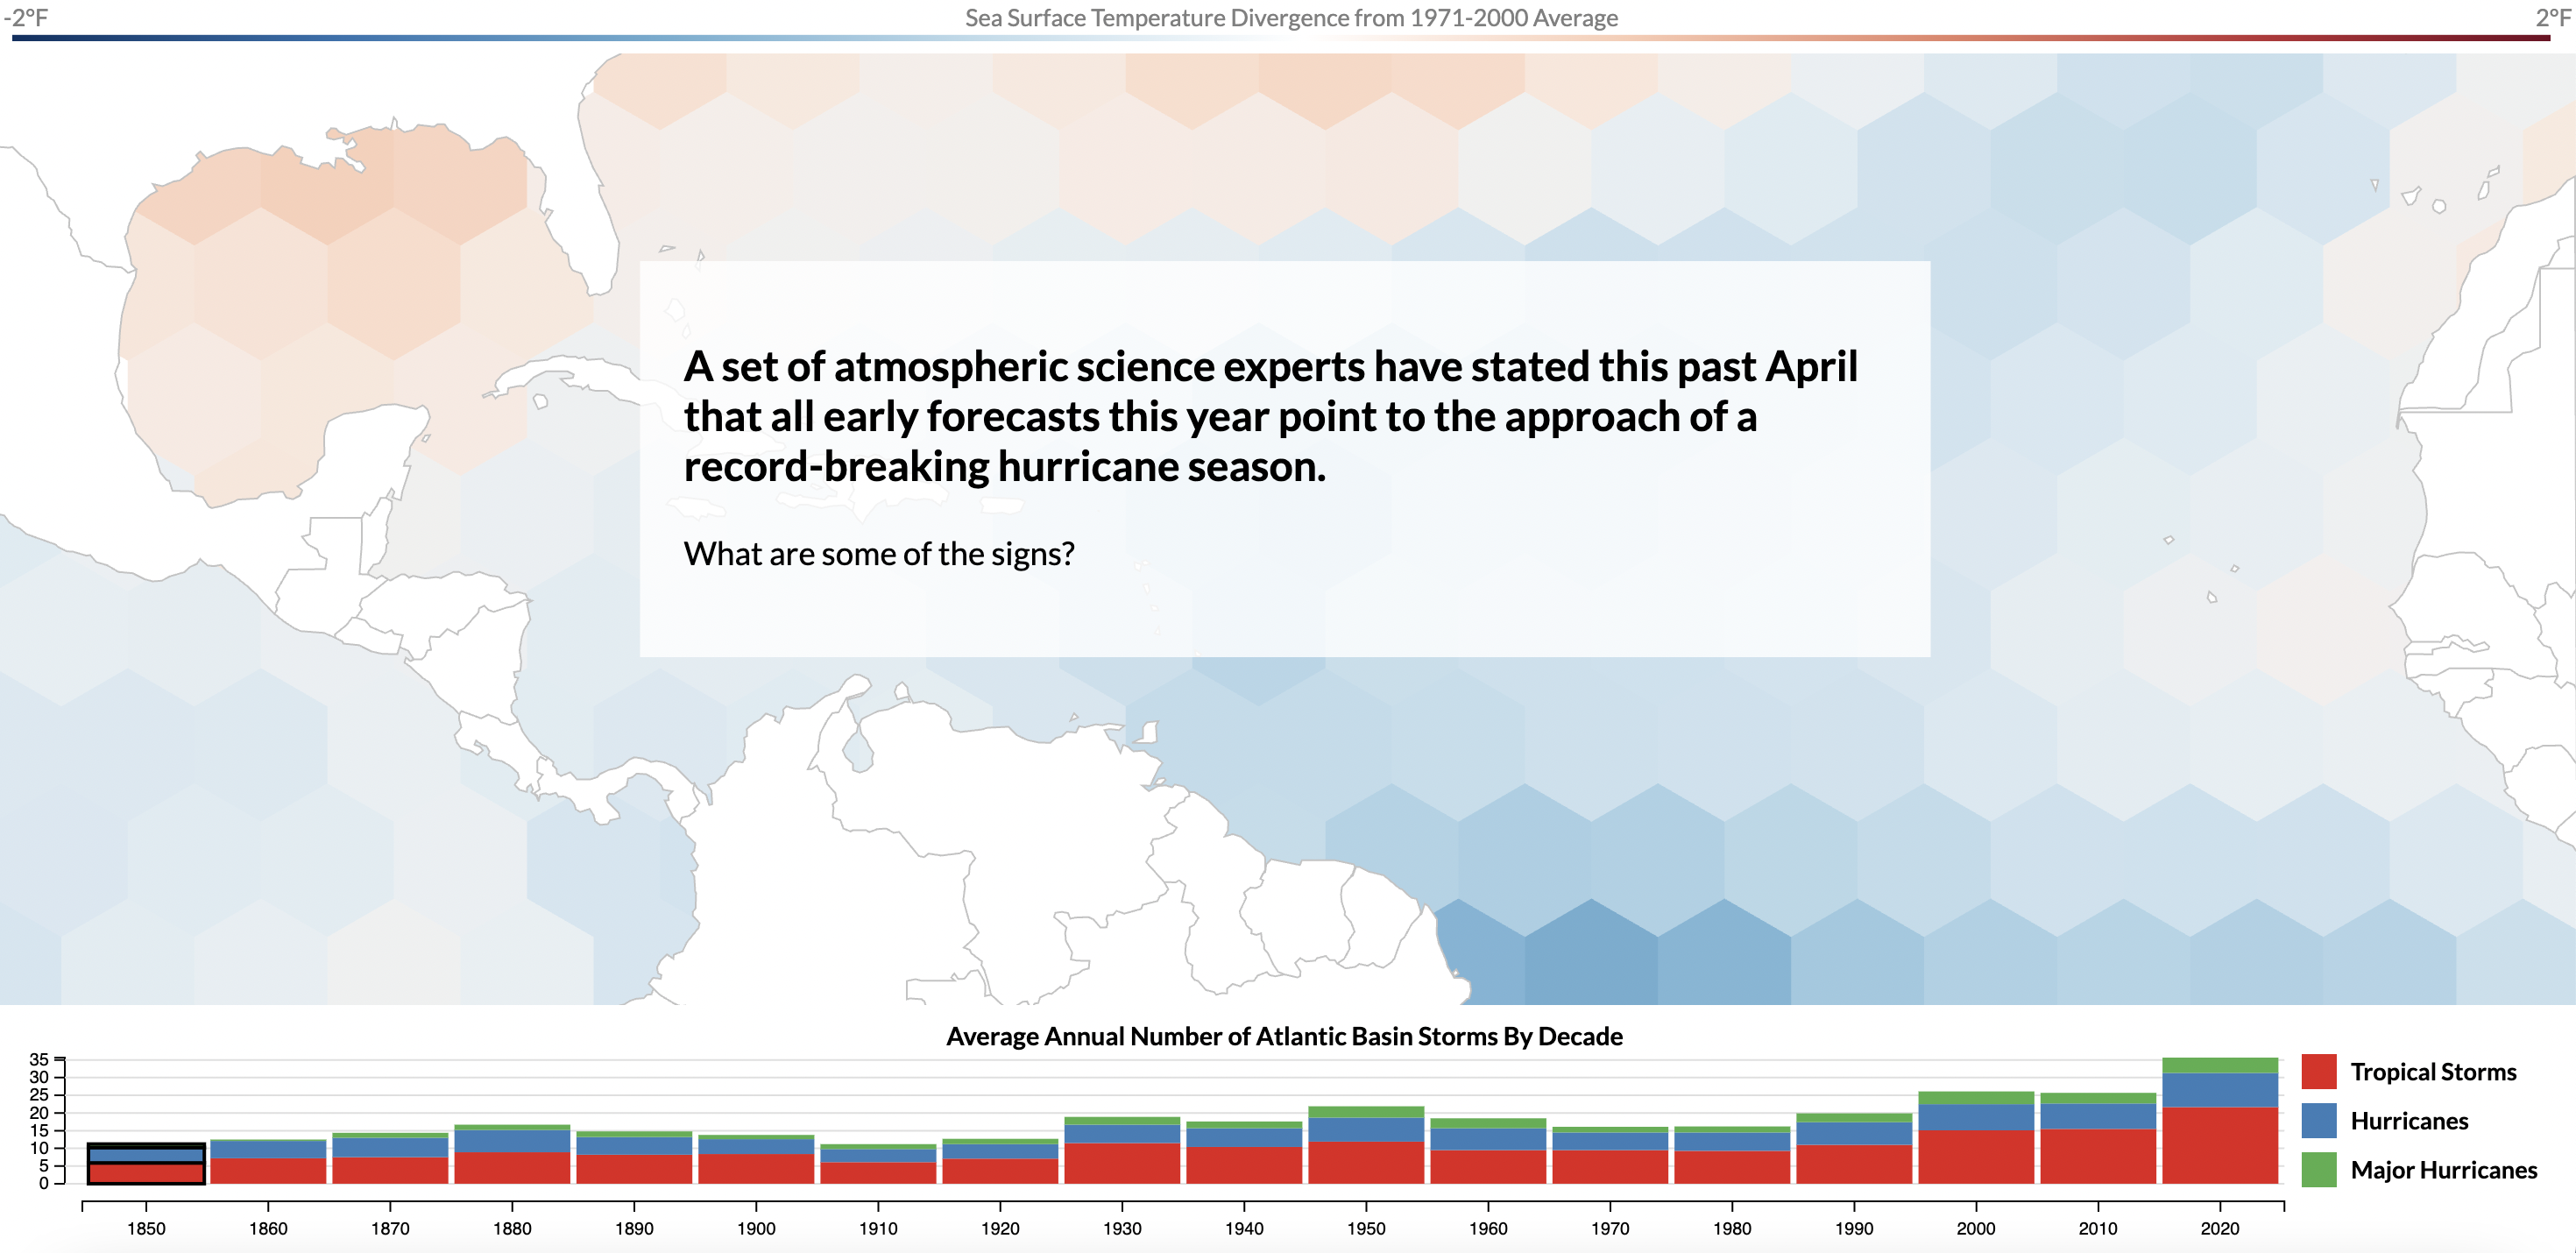 -2°F
Sea Surface Temperature Divergence from 1971-2000 Average
2°F
A set of atmospheric science experts have stated this past April
that all early forecasts this year point to the approach of a
record-breaking hurricane season.
What are some of the signs?
Average Annual Number of Atlantic Basin Storms By Decade
35
30
25
20
15
10
5
0
1850 1860 1870 1880 1890 1900 1910 1920 1930 1940 1950 1960 1970 1980 1990 2000 2010 2020
Tropical Storms
Hurricanes
Major Hurricanes